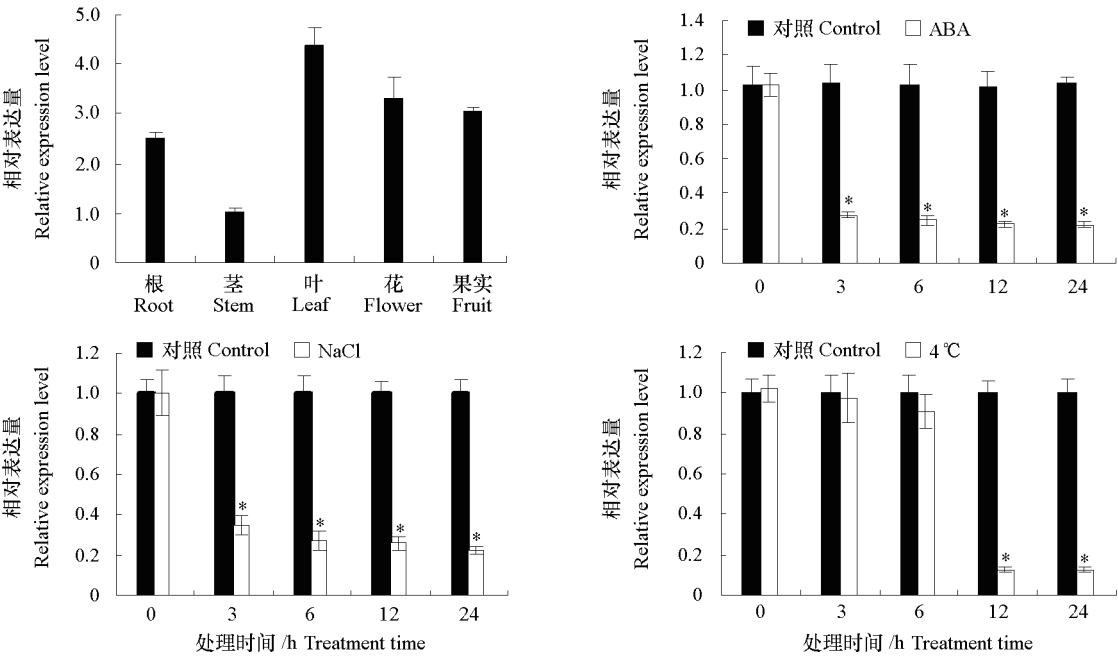 相对表达量
Relative expression level
5.0
4.0
3.0
2.0
1.0
0
根 茎 叶 花 果实
Root Stem Leaf Flower Fruit
相对表达量
Relative expression level
对照 Control ABA
1.4
1.2
1.0
0.8
0.6
0.4
0.2
0
* * * *
0 3 6 12 24
相对表达量
Relative expression level
对照 Control NaCl
1.2
1.0
0.8
0.6
0.4
0.2
0
* * * *
0 3 6 12 24
处理时间 /h Treatment time
相对表达量
Relative expression level
对照 Control 4℃
1.2
1.0
0.8
0.6
0.4
0.2
0
* *
0 3 6 12 24
处理时间 /h Treatment time